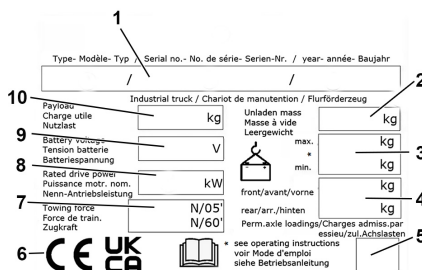 1
Type- Modèle- Typ / Serial no.- No. de série- Serien-Nr. / year- année- Baujahr
/ /
Industrial truck / Chariot de manutention / Flurförderzeug
10
Payload
Charge utile
Nutzlast
kg
Unladen mass
Masse à vide
Leergewicht
kg
2
9
Battery voltage
Tension batterie
Batteriespannung
V
max.
*
min.
kg
kg
3
8
Rated drive power
Puissance motr. nom.
Nenn-Antriebsleistung
kW
front/avant/vorne
kg
rear/arr./hinten
kg
4
7
Towing force
Force de train.
Zugkraft
N/05'
N/60'
Perm.axle loadings/Charges admiss.par
essieu/zul.Achslasten
6
CE UK
CA
* see operating instructions
voir Mode d'emploi
siehe Betriebsanleitung
5